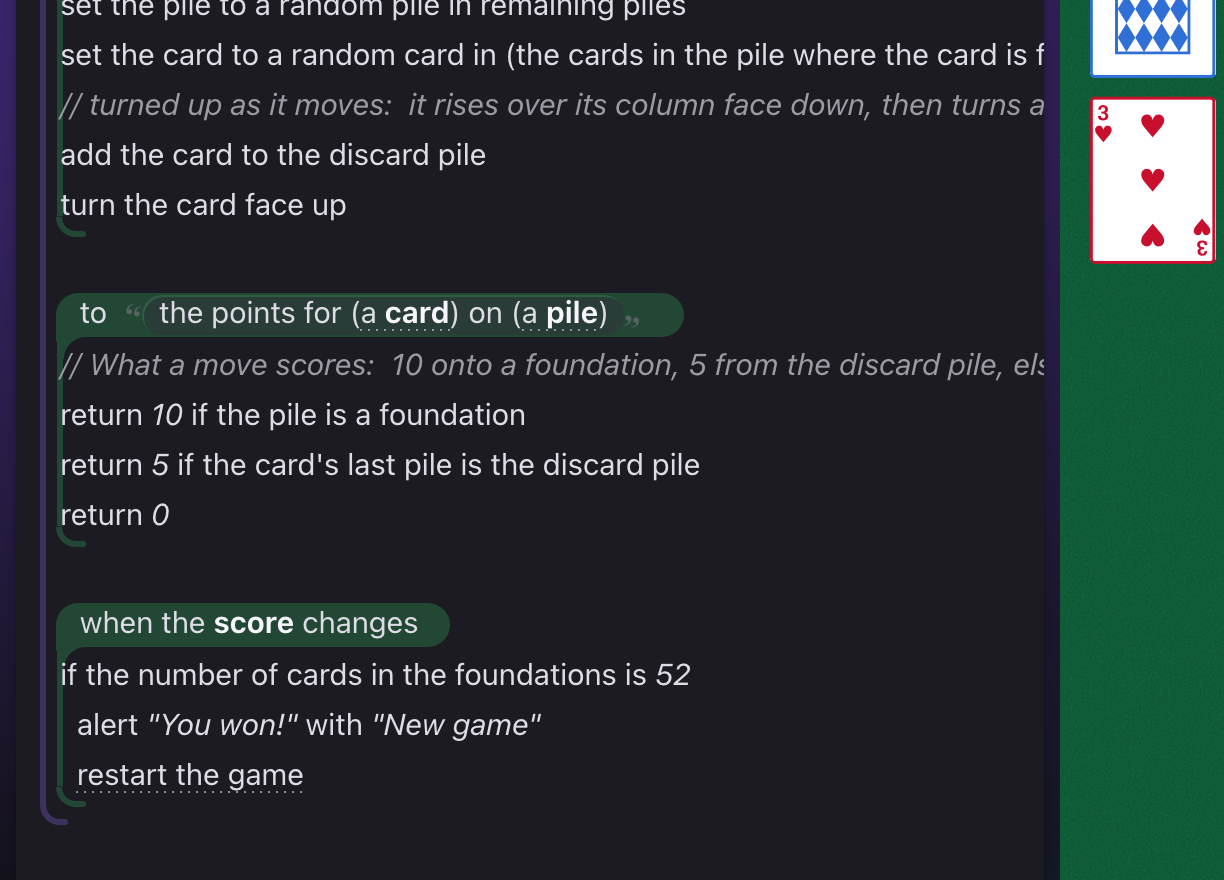 set the pile to a random pile in remaining piles
set the card to a random card in (the cards in the pile where the card is f
// turned up as it moves:  it rises over its column face down, then turns a
add the card to the discard pile
turn the card face up
to “the points for (a card) on (a pile)„
// What a move scores:  10 onto a foundation, 5 from the discard pile, els
return 10 if the pile is a foundation
return 5 if the card's last pile is the discard pile
return 0
when the score changes
if the number of cards in the foundations is 52
alert "You won!" with "New game"
restart the game
3
3